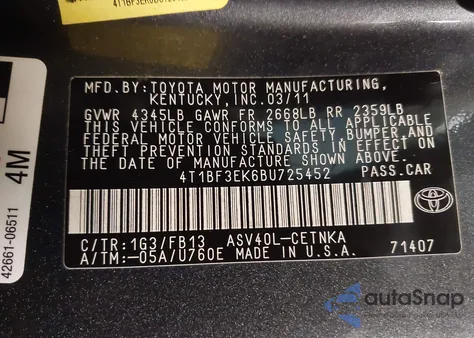 MFD.BY:TOYOTA MOTOR MANUFACTURING,
KENTUCKY,INC.03/11
GVWR 4345LB GAWR FR 2668LB RR 2359LB
THIS VEHICLE CONFORMS TO ALL APPLICABLE
FEDERAL MOTOR VEHICLE SAFETY,BUMPER,AND
THEFT PREVENTION STANDARDS IN EFFECT ON
THE DATE OF MANUFACTURE SHOWN ABOVE.
4T1BF3EK6BU725452 PASS.CAR
C/TR:1G3/FB13 ASV40L-CETNKA
A/TM:-05A/U760E MADE IN U.S.A. 71407
TOYOTA
42661-06511
4M
autoSnap